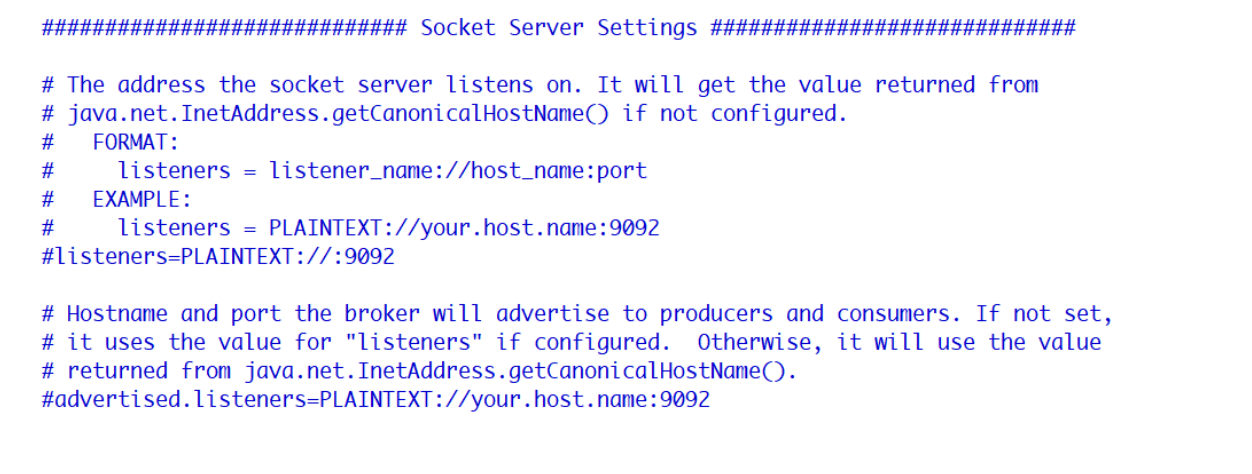 ############################# Socket Server Settings #############################
# The address the socket server listens on. It will get the value returned from
# java.net.InetAddress.getCanonicalHostName() if not configured.
#   FORMAT:
#     listeners = listener_name://host_name:port
#   EXAMPLE:
#     listeners = PLAINTEXT://your.host.name:9092
#listeners=PLAINTEXT://:9092
# Hostname and port the broker will advertise to producers and consumers. If not set,
# it uses the value for "listeners" if configured.  Otherwise, it will use the value
# returned from java.net.InetAddress.getCanonicalHostName().
#advertised.listeners=PLAINTEXT://your.host.name:9092